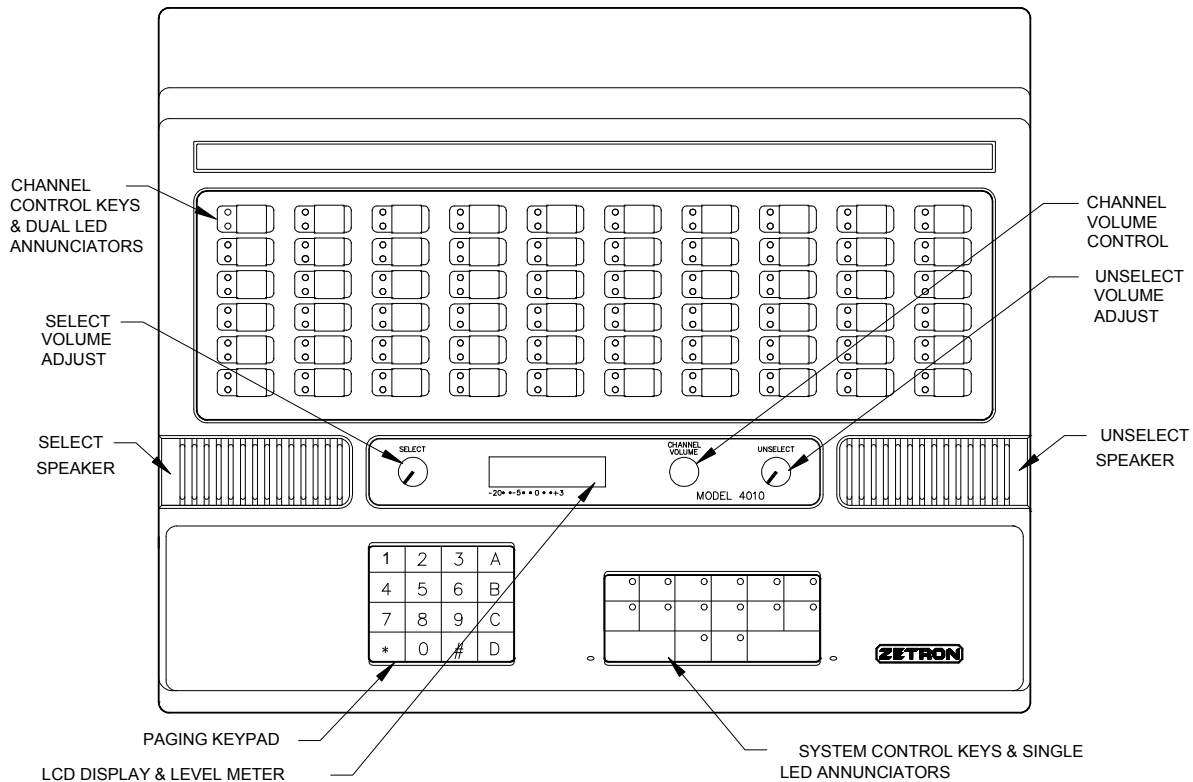 CHANNEL
CONTROL KEYS
& DUAL LED
ANNUNCIATORS
CHANNEL
VOLUME
CONTROL
UNSELECT
VOLUME
ADJUST
SELECT
VOLUME
ADJUST
SELECT
SPEAKER
UNSELECT
SPEAKER
SELECT
CHANNEL
VOLUME
UNSELECT
-20••-5••0••+3
MODEL 4010
1 2 3 A
4 5 6 B
7 8 9 C
* 0 # D
ZETRON
PAGING KEYPAD
LCD DISPLAY & LEVEL METER
SYSTEM CONTROL KEYS & SINGLE
LED ANNUNCIATORS